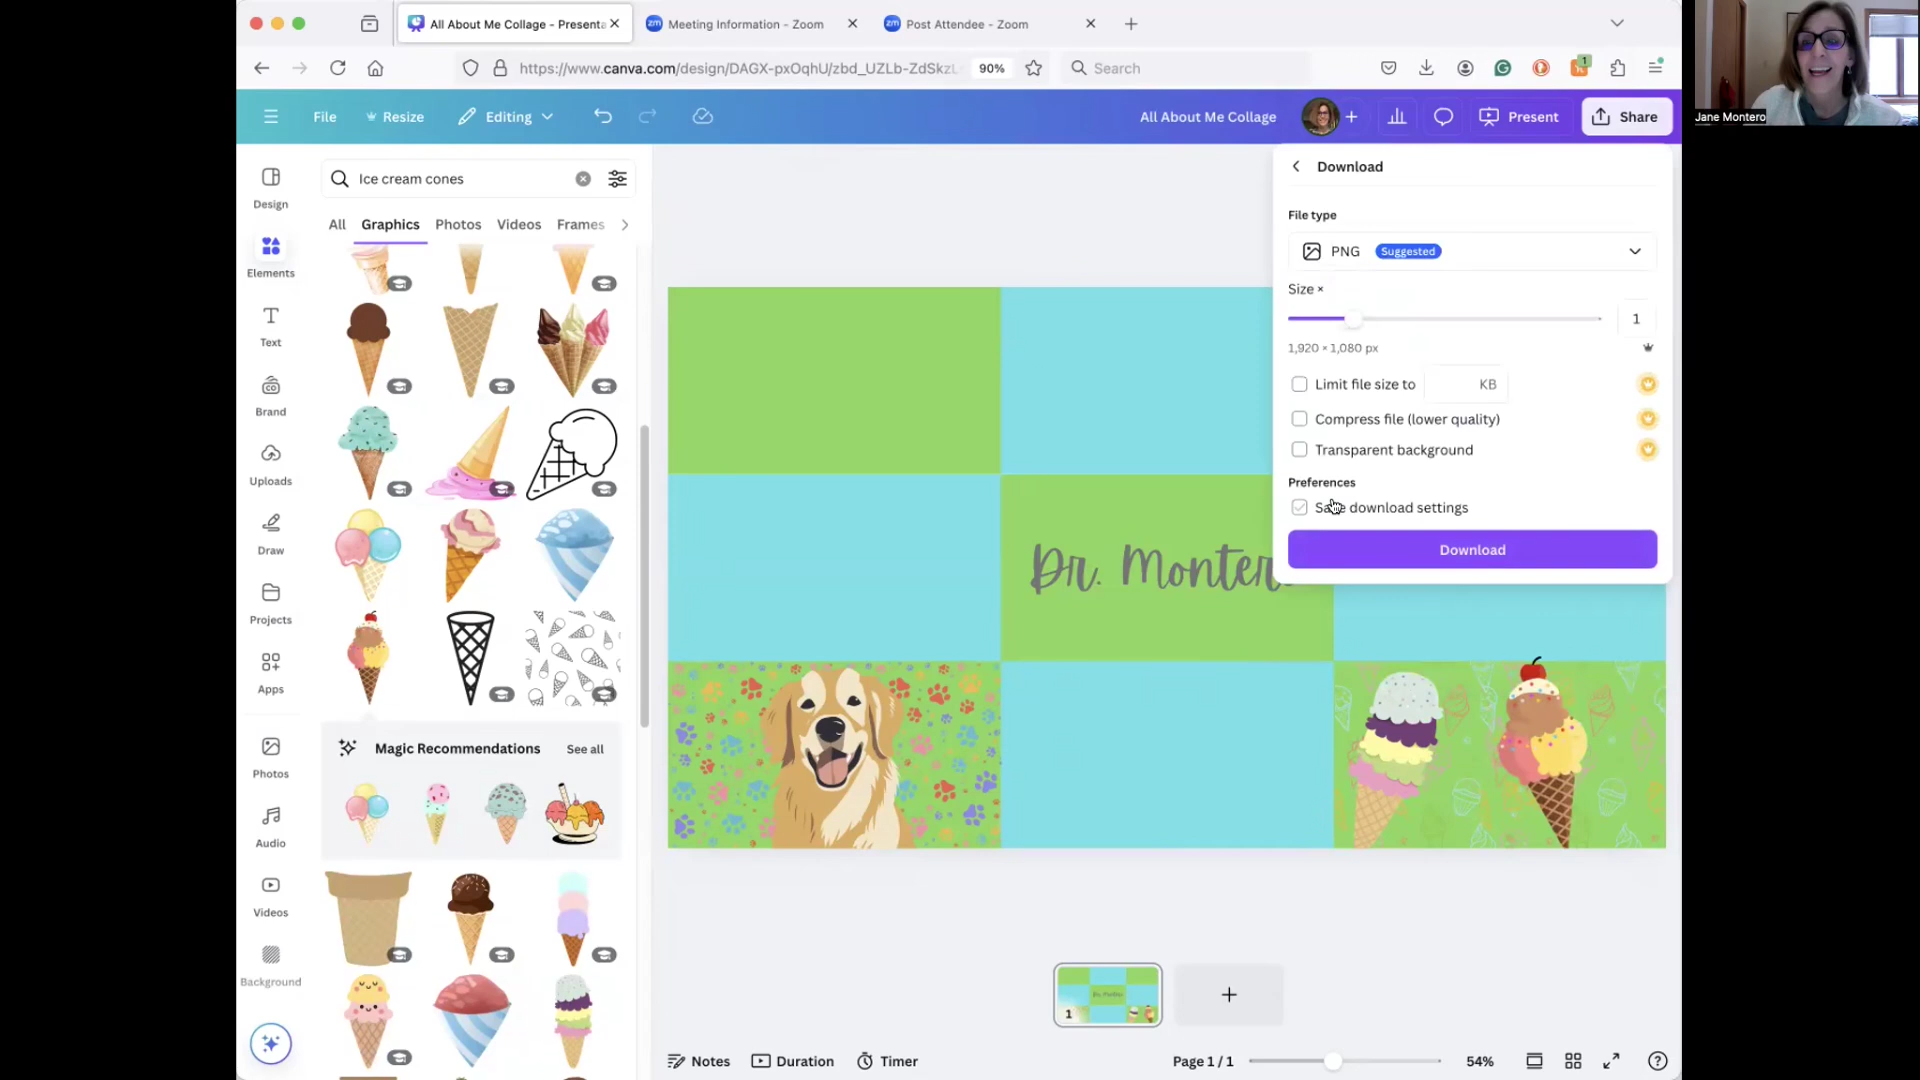 All About Me Collage - Presenta
Meeting Information - Zoom
Post Attendee - Zoom
https://www.canva.com/design/DAGX-pxOqhU/zbd_UZLb-ZdSkzL
90%
Search
1
Jane Montero
File
Resize
Editing
All About Me Collage
Present
Share
Design
Elements
Text
Brand
Uploads
Draw
Projects
Apps
Photos
Audio
Videos
Background
Ice cream cones
All
Graphics
Photos
Videos
Frames
Magic Recommendations
See all
Download
File type
PNG
Suggested
Size ×
1
1,920 × 1,080 px
Limit file size to
KB
Compress file (lower quality)
Transparent background
Preferences
download settings
Download
Dr. Monter
1
Notes
Duration
Timer
Page 1 / 1
54%